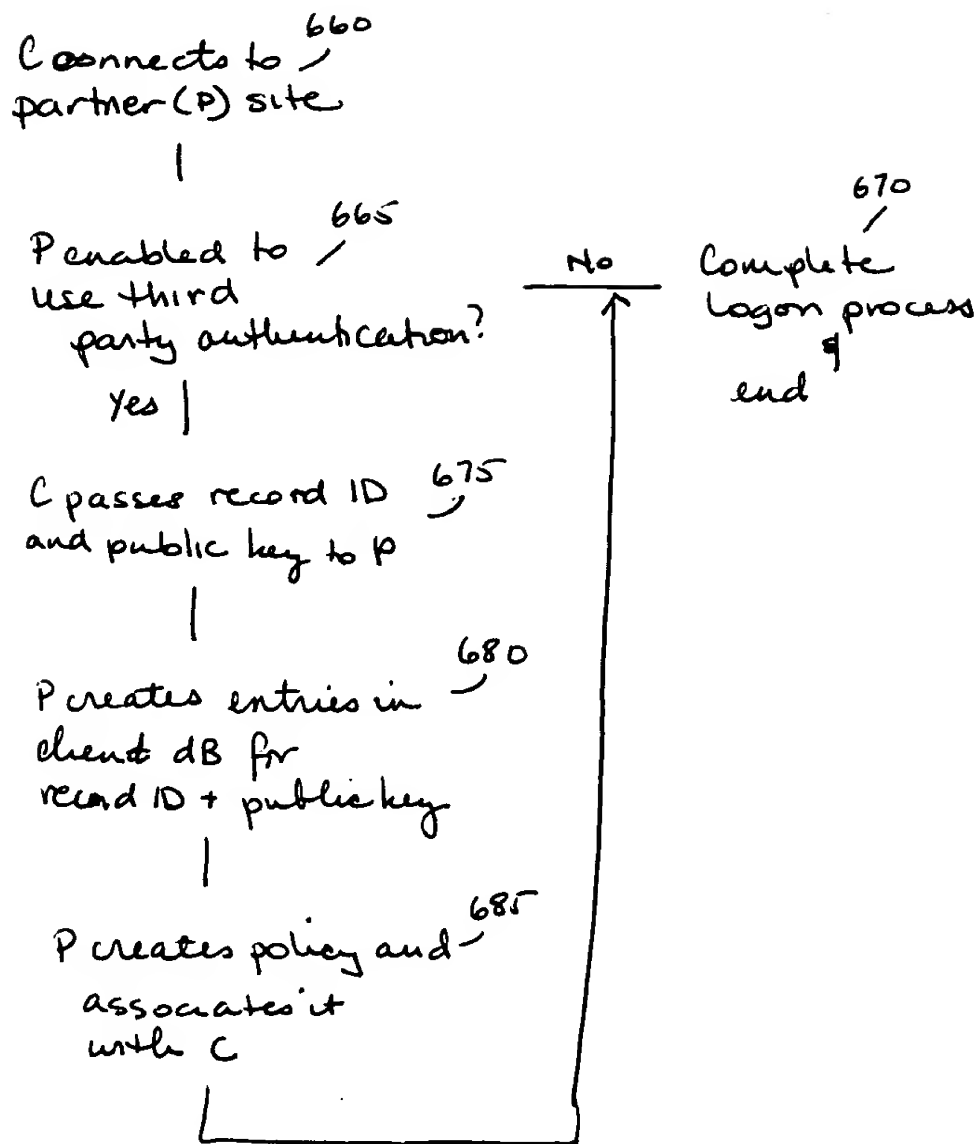 660
C connects to
partner (P) site
665
P enabled to
use third
party authentication?
No
670
Complete
logon process
&
end
Yes
C passes record ID 675
and public key to P
680
P creates entries in
client dB for
record ID + public key
685
P creates policy and
associates it
with C